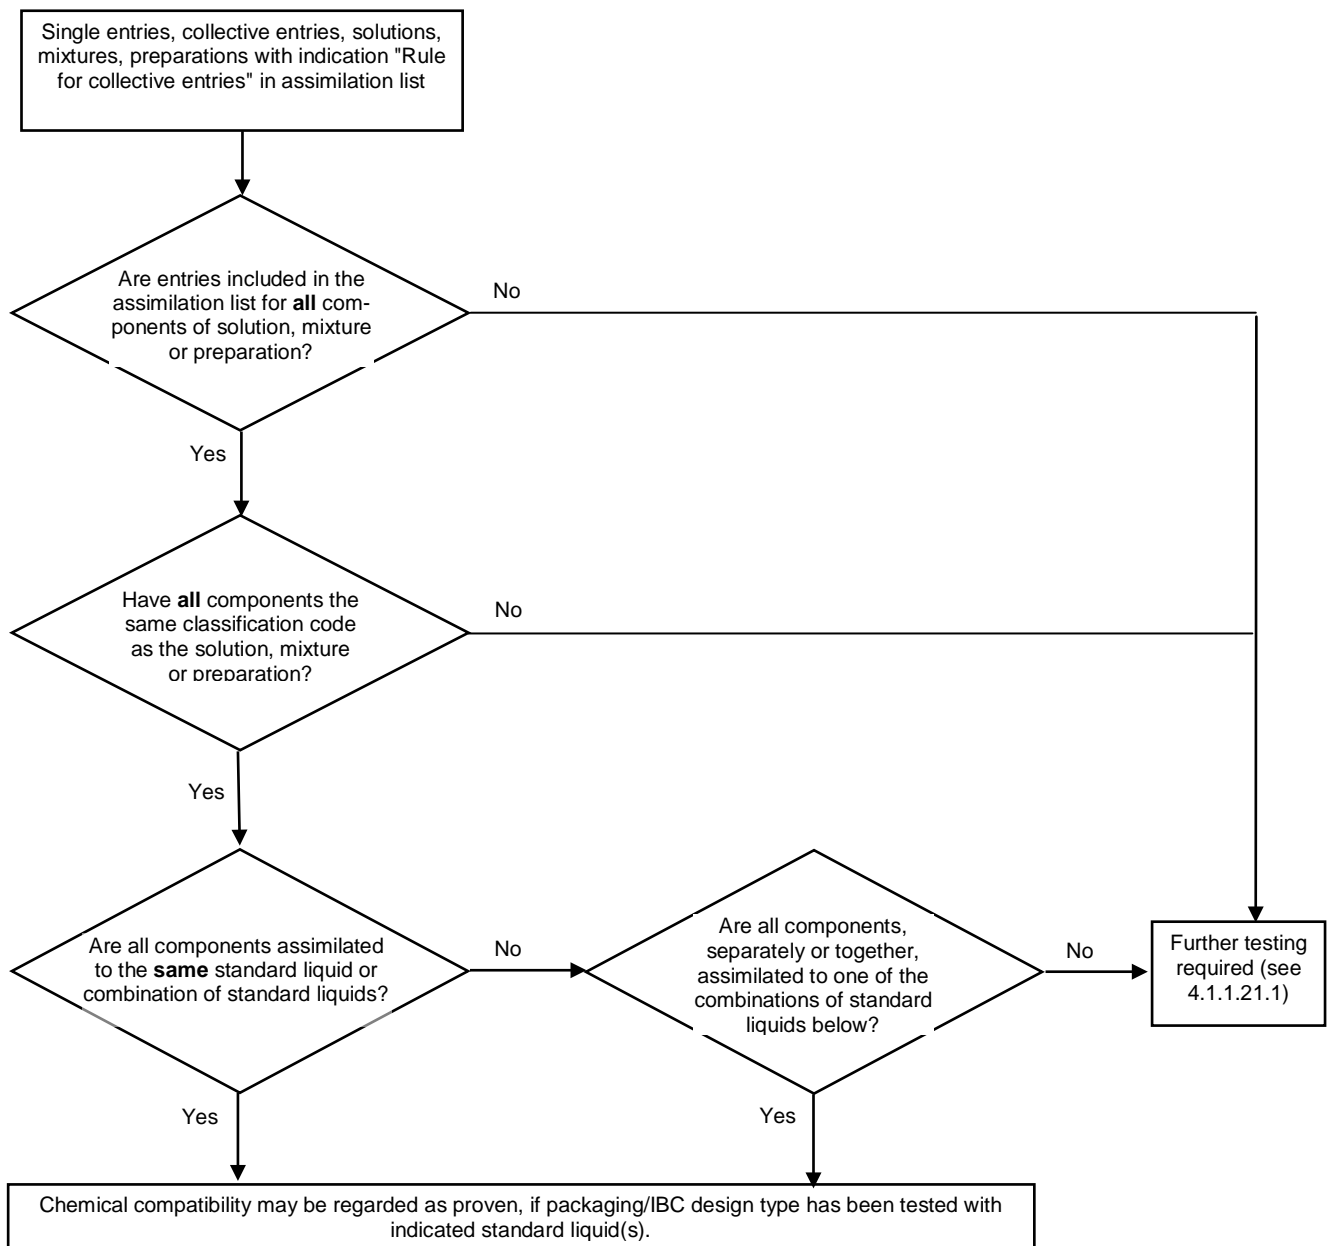 Single entries, collective entries, solutions,
mixtures, preparations with indication "Rule
for collective entries" in assimilation list
Are entries included in the
assimilation list for all com-
ponents of solution, mixture
or preparation?
No
Yes
Have all components the
same classification code
as the solution, mixture
or preparation?
No
Yes
Are all components assimilated
to the same standard liquid or
combination of standard liquids?
No
Are all components,
separately or together,
assimilated to one of the
combinations of standard
liquids below?
No
Further testing
required (see
4.1.1.21.1)
Yes
Yes
Chemical compatibility may be regarded as proven, if packaging/IBC design type has been tested with
indicated standard liquid(s).